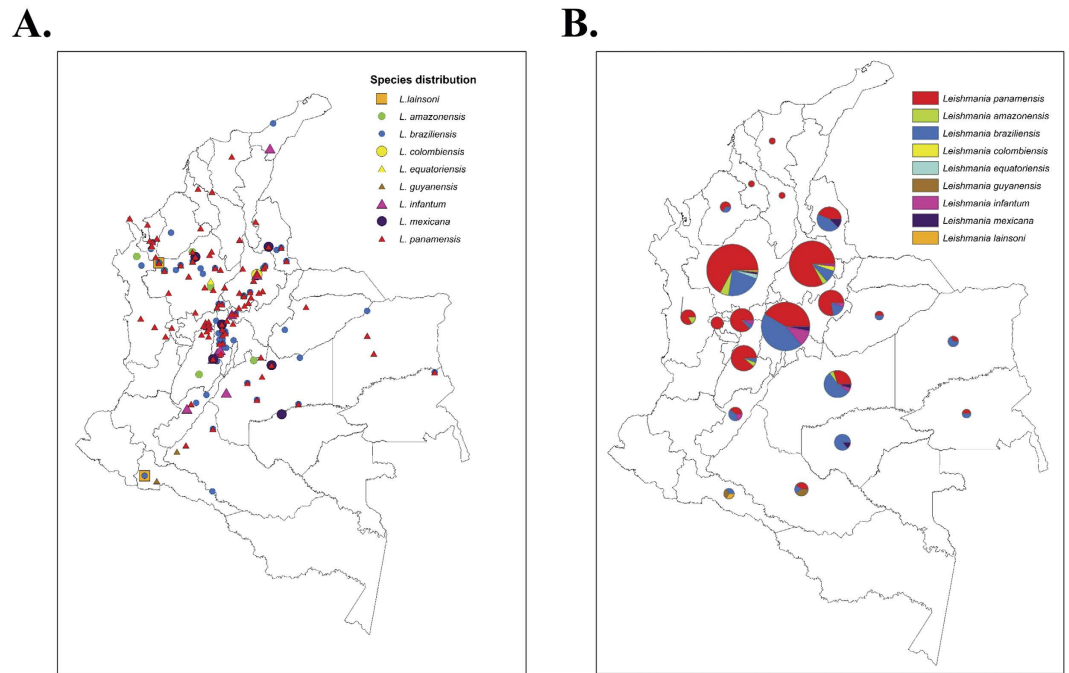 A.
Species distribution
L.lainsoni
L. amazonensis
L. braziliensis
L. colombiensis
L. equatoriensis
L. guyanensis
L. infantum
L. mexicana
L. panamensis
B.
Leishmania panamensis
Leishmania amazonensis
Leishmania braziliensis
Leishmania colombiensis
Leishmania equatoriensis
Leishmania guyanensis
Leishmania infantum
Leishmania mexicana
Leishmania lainsoni